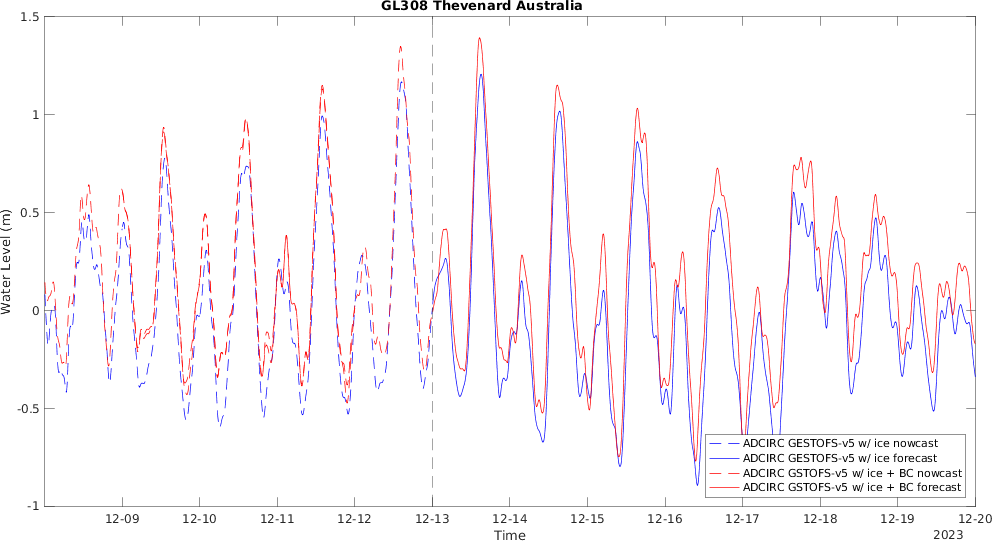 GL308 Thevenard Australia
1.5
1
0.5
0
-0.5
-1
Water Level (m)
12-09
12-10
12-11
12-12
12-13
12-14
12-15
12-16
12-17
12-18
12-19
12-20
Time
2023
ADCIRC GESTOFS-v5 w/ ice nowcast
ADCIRC GESTOFS-v5 w/ ice forecast
ADCIRC GSTOFS-v5 w/ ice + BC nowcast
ADCIRC GSTOFS-v5 w/ ice + BC forecast